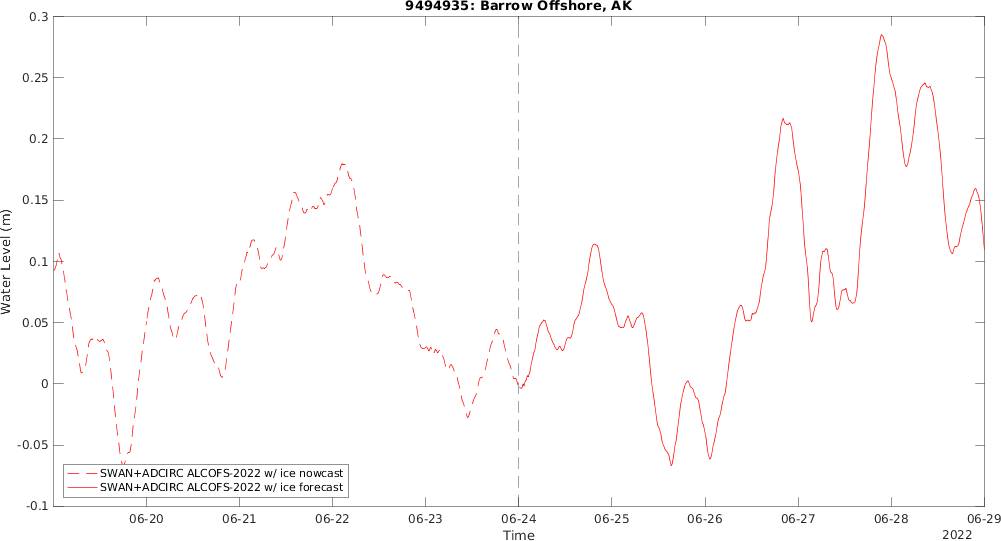 9494935: Barrow Offshore, AK
0.3
0.25
0.2
0.15
0.1
0.05
0
-0.05
-0.1
Water Level (m)
SWAN+ADCIRC ALCOFS-2022 w/ ice nowcast
SWAN+ADCIRC ALCOFS-2022 w/ ice forecast
06-20 06-21 06-22 06-23 06-24 06-25 06-26 06-27 06-28 06-29
Time
2022